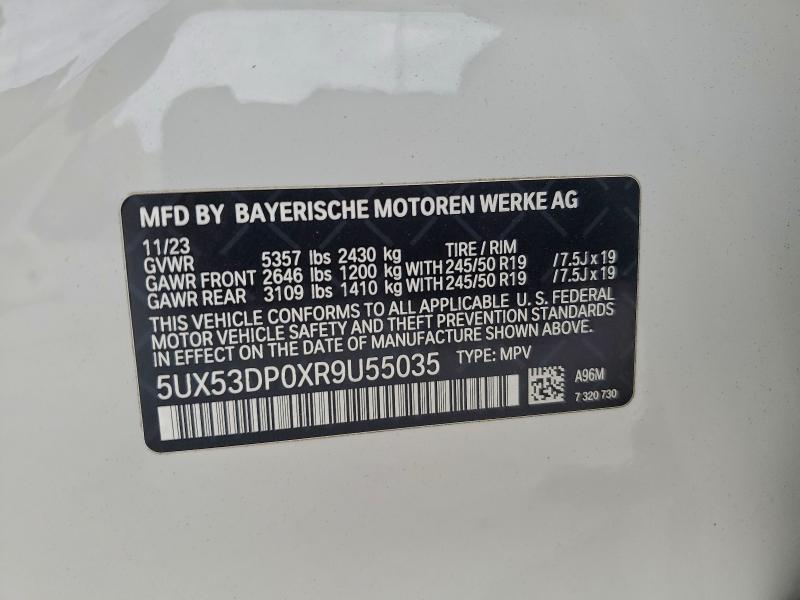 MFD BY BAYERISCHE MOTOREN WERKE AG
11/23 TIRE / RIM
GVWR 5357 lbs 2430 kg
GAWR FRONT 2646 lbs 1200 kg WITH 245/50 R19 / 7.5J x 19
GAWR REAR 3109 lbs 1410 kg WITH 245/50 R19 / 7.5J x 19
THIS VEHICLE CONFORMS TO ALL APPLICABLE U. S. FEDERAL
MOTOR VEHICLE SAFETY AND THEFT PREVENTION STANDARDS
IN EFFECT ON THE DATE OF MANUFACTURE SHOWN ABOVE.
5UX53DP0XR9U55035 TYPE: MPV
A96M
7 320 730